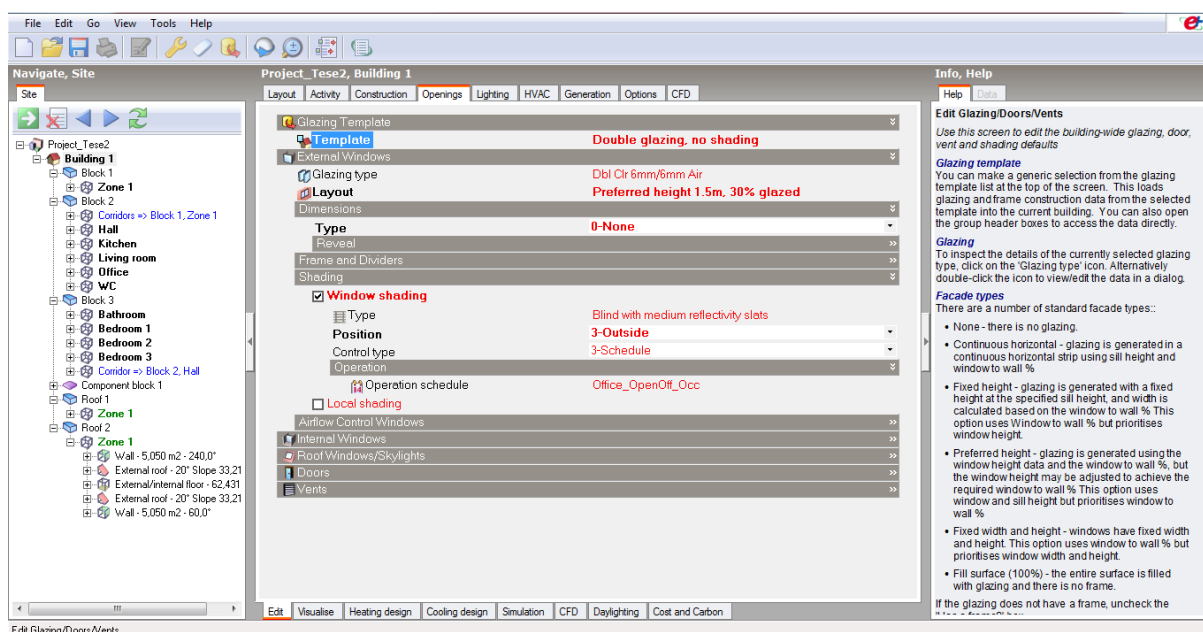 File Edit Go View Tools Help
Navigate, Site
Site
Project_Tese2
Building 1
Block 1
Zone 1
Block 2
Corridors => Block 1, Zone 1
Hall
Kitchen
Living room
Office
WC
Block 3
Bathroom
Bedroom 1
Bedroom 2
Bedroom 3
Corridor => Block 2, Hall
Component block 1
Roof 1
Zone 1
Roof 2
Zone 1
Wall - 5,050 m2 - 240,0°
External roof - 20° Slope 33,21
External/internal floor - 62,431
External roof - 20° Slope 33,21
Wall - 5,050 m2 - 60,0°
Project_Tese2, Building 1
Layout Activity Construction Openings Lighting HVAC Generation Options CFD
Glazing Template
Template Double glazing, no shading
External Windows
Glazing type Dbl Clr 6mm/6mm Air
Layout Preferred height 1.5m, 30% glazed
Dimensions
Type 0-None
Reveal
Frame and Dividers
Shading
Window shading
Type Blind with medium reflectivity slats
Position 3-Outside
Control type 3-Schedule
Operation
Operation schedule Office_OpenOff_Occ
Local shading
Airflow Control Windows
Internal Windows
Roof Windows/Skylights
Doors
Vents
Edit Visualise Heating design Cooling design Simulation CFD Daylighting Cost and Carbon
Info, Help
Help Data
Edit Glazing/Doors/Vents
Use this screen to edit the building-wide glazing, door,
vent and shading defaults
Glazing template
You can make a generic selection from the glazing
template list at the top of the screen. This loads
glazing and frame construction data from the selected
template into the current building. You can also open
the group header boxes to access the data directly.
Glazing
To inspect the details of the currently selected glazing
type, click on the 'Glazing type' icon. Alternatively
double-click the icon to view/edit the data in a dialog.
Facade types
There are a number of standard facade types::
• None - there is no glazing.
• Continuous horizontal - glazing is generated in a
continuous horizontal strip using sill height and
window to wall %
• Fixed height - glazing is generated with a fixed
height at the specified sill height, and width is
calculated based on the window to wall % This
option uses Window to wall % but prioritises
window height.
• Preferred height - glazing is generated using the
window height data and the window to wall %, but
the window height may be adjusted to achieve the
required window to wall % This option uses
window and sill height but prioritises window to
wall %
• Fixed width and height - windows have fixed width
and height. This option uses window to wall % but
prioritises window width and height.
• Fill surface (100%) - the entire surface is filled
with glazing and there is no frame.
If the glazing does not have a frame, uncheck the
Edit Glazing/Doors/Vents